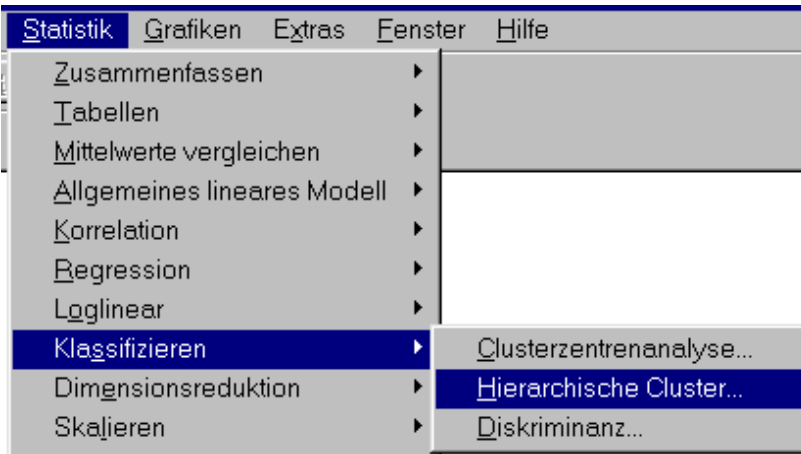 Statistik Grafiken Extras Fenster Hilfe
Zusammenfassen
Tabellen
Mittelwerte vergleichen
Allgemeines lineares Modell
Korrelation
Regression
Loglinear
Klassifizieren
Clusterzentrenanalyse...
Dimensionsreduktion
Hierarchische Cluster...
Skalieren
Diskriminanz...